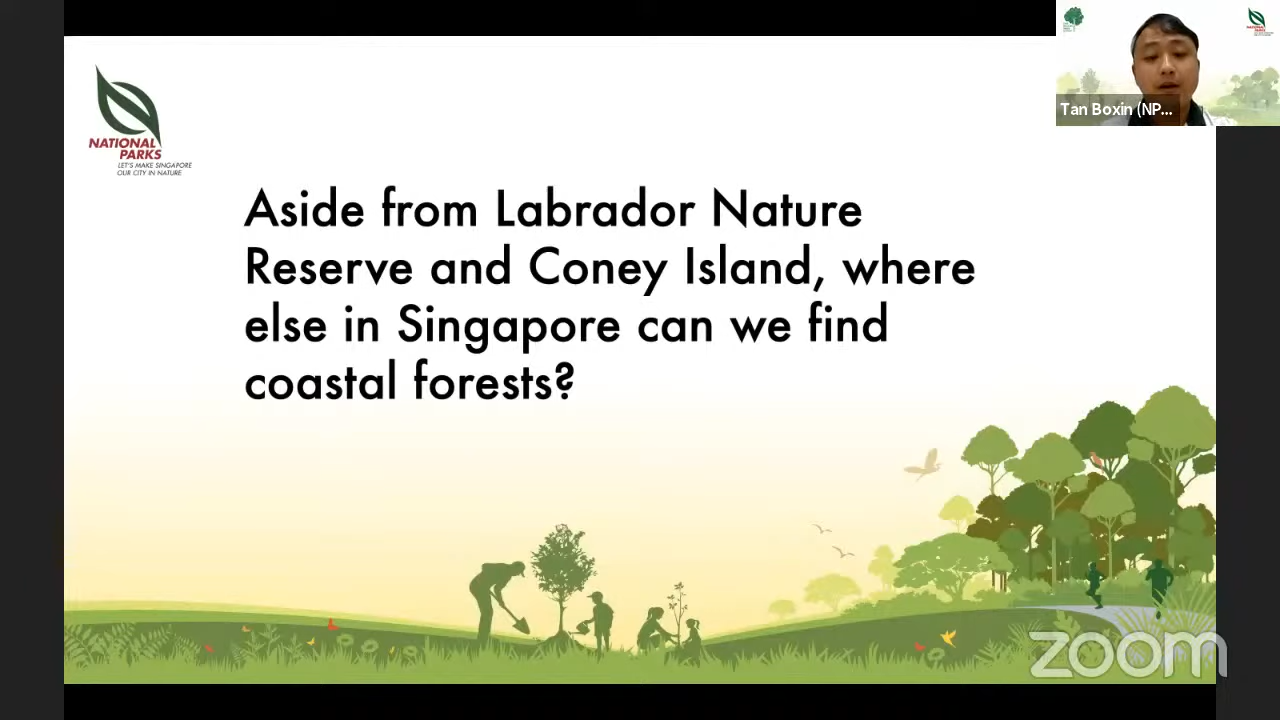 NATIONAL
PARKS
LET'S MAKE SINGAPORE
OUR CITY IN NATURE
Aside from Labrador Nature
Reserve and Coney Island, where
else in Singapore can we find
coastal forests?
Tan Boxin (NP...
zoom